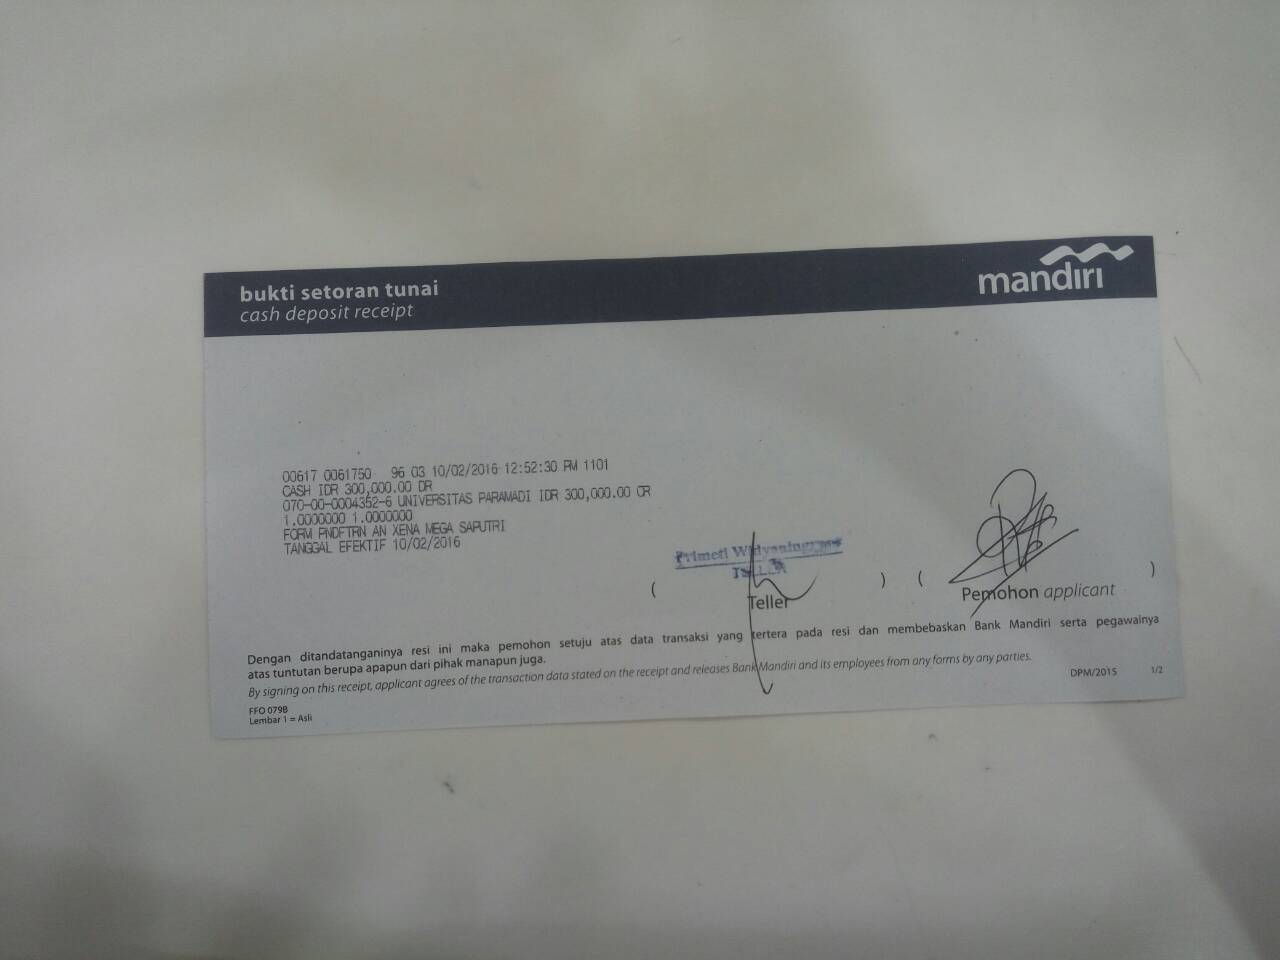 bukti setoran tunai
cash deposit receipt
mandiri
00617 0061750 96 03 10/02/2016 12:52:30 PM 1101
CASH IDR 300,000.00 DR
070-00-0004352-6 UNIVERSITAS PARAMADI IDR 300,000.00 CR
1.0000000 1.0000000
FORM PNDFTRN AN XENA MEGA SAPUTRI
TANGGAL EFEKTIF 10/02/2016
TELLER
( ) ( )
Teller
Pemohon applicant
Dengan ditandatanganinya resi ini maka pemohon setuju atas data transaksi yang tertera pada resi dan membebaskan Bank Mandiri serta pegawainya
atas tuntutan berupa apapun dari pihak manapun juga.
By signing on this receipt, applicant agrees of the transaction data stated on the receipt and releases Bank Mandiri and its employees from any forms by any parties.
FFO 079B
Lembar 1 = Asli
DPM/2015
1/2